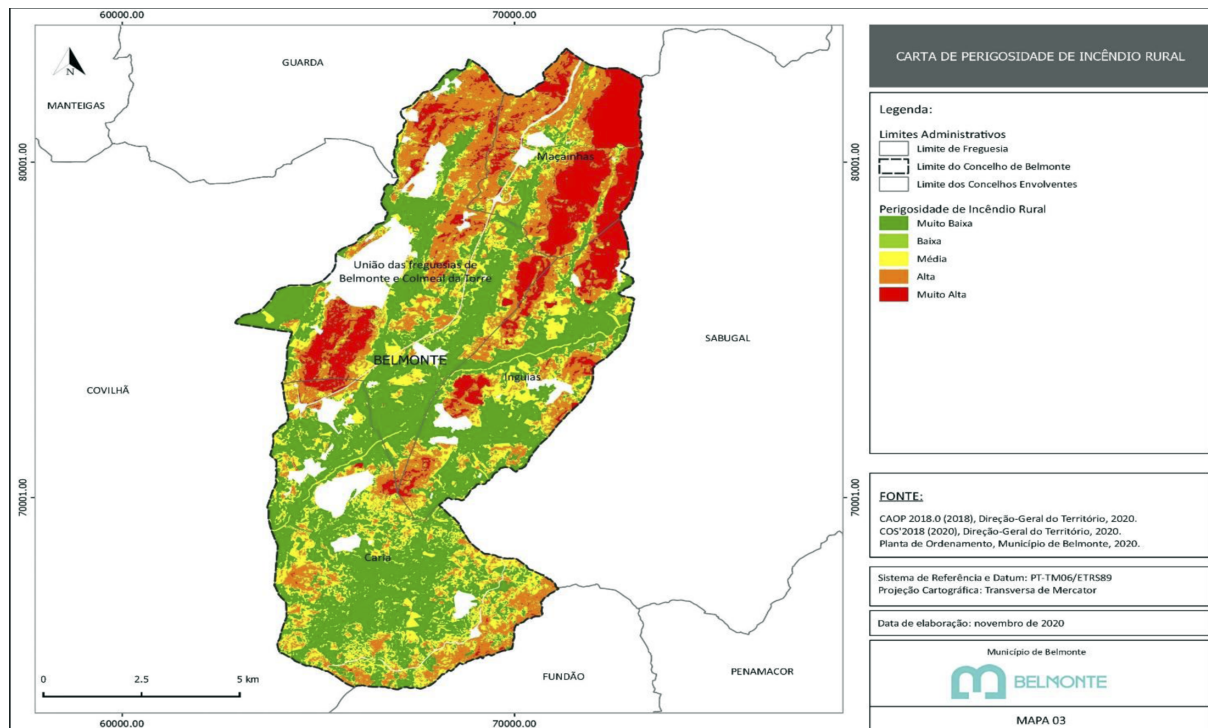 60000.00
70000.00
GUARDA
MANTEIGAS
N
80001.00
80001.00
Maçainhas
União das freguesias de
Belmonte e Colmeal da Torre
BELMONTE
SABUGAL
Inguias
COVILHÃ
70001.00
70001.00
Caria
0
2.5
5 km
FUNDÃO
PENAMACOR
60000.00
70000.00
CARTA DE PERIGOSIDADE DE INCÊNDIO RURAL
Legenda:
Limites Administrativos
Limite de Freguesia
Limite do Concelho de Belmonte
Limite dos Concelhos Envolventes
Perigosidade de Incêndio Rural
Muito Baixa
Baixa
Média
Alta
Muito Alta
FONTE:
CAOP 2018.0 (2018), Direção-Geral do Território, 2020.
COS'2018 (2020), Direção-Geral do Território, 2020.
Planta de Ordenamento, Município de Belmonte, 2020.
Sistema de Referência e Datum: PT-TM06/ETRS89
Projeção Cartográfica: Transversa de Mercator
Data de elaboração: novembro de 2020
Município de Belmonte
BELMONTE
MAPA 03